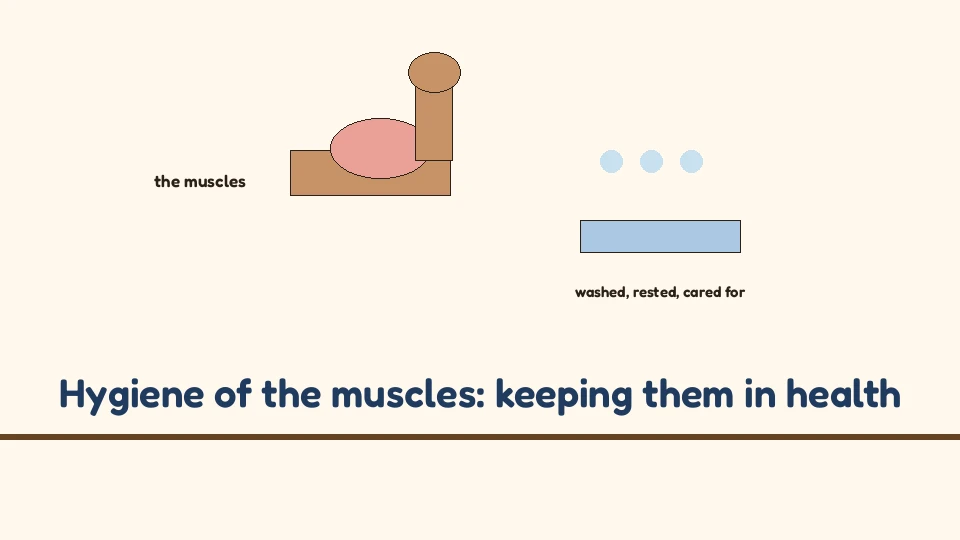 the muscles
washed, rested, cared for
Hygiene of the muscles: keeping them in health